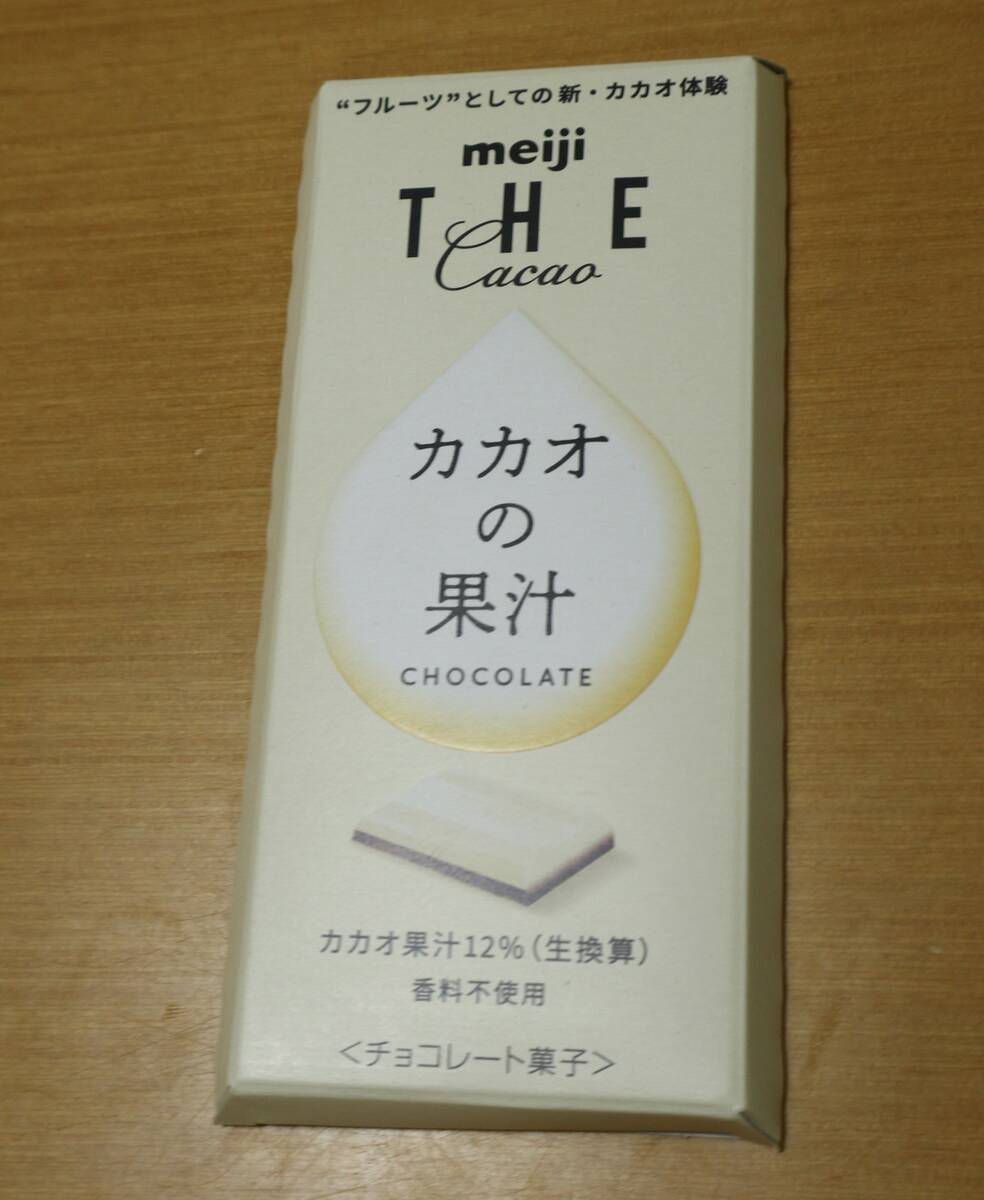 “フルーツ”としての新・カカオ体験
meiji
THE
Cacao
カカオ
の
果汁
CHOCOLATE
カカオ果汁12%(生換算)
香料不使用
<チョコレート菓子>